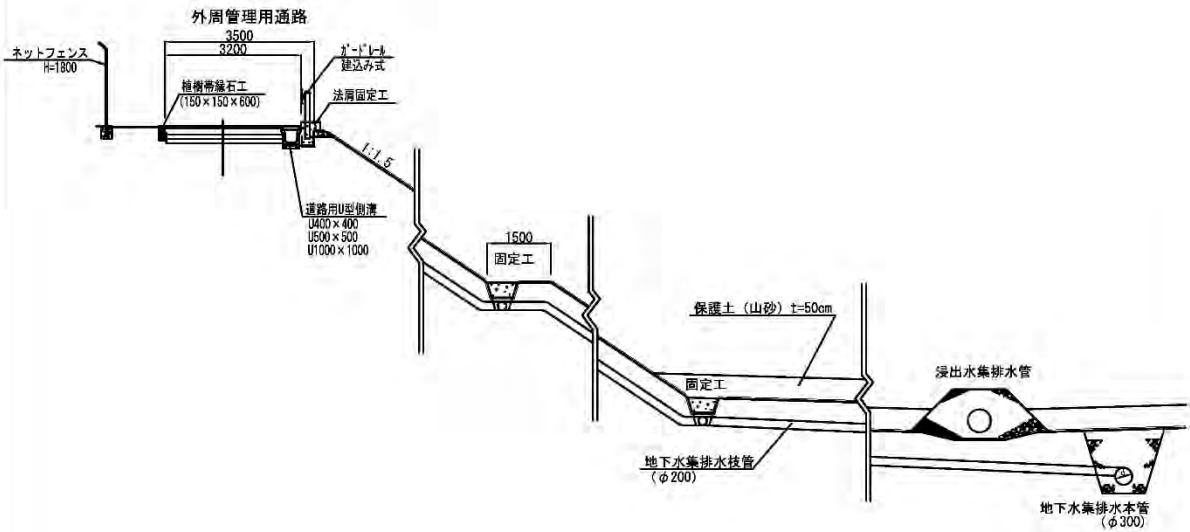 外周管理用通路
3500
3200
ネットフェンス
H=1800
ガードレール
建込み式
植樹帯縁石工
(150×150×600)
法肩固定工
1:1.5
道路用U型側溝
U400×400
U500×500
U1000×1000
1500
固定工
保護土（山砂）t=50cm
固定工
浸出水集排水管
地下水集排水枝管
(φ200)
地下水集排水本管
(φ300)